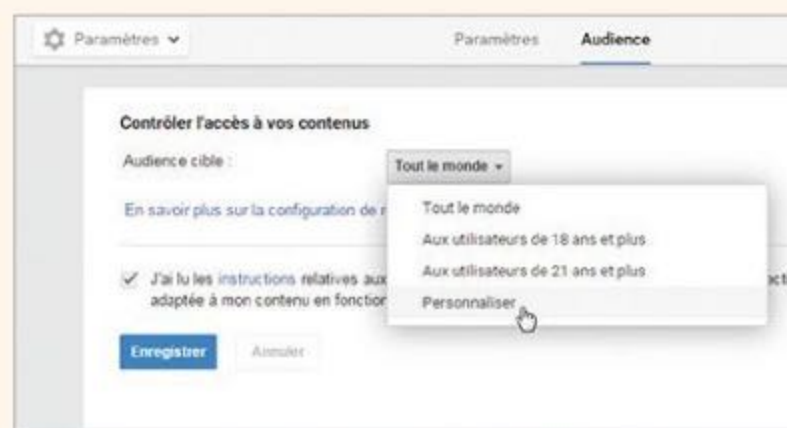 Paramètres
Paramètres Audience
Contrôler l'accès à vos contenus
Audience cible : Tout le monde
En savoir plus sur la configuration de
Tout le monde
Aux utilisateurs de 18 ans et plus
Aux utilisateurs de 21 ans et plus
Personnaliser
J'ai lu les instructions relatives aux
adaptée à mon contenu en fonction
Enregistrer Annuler